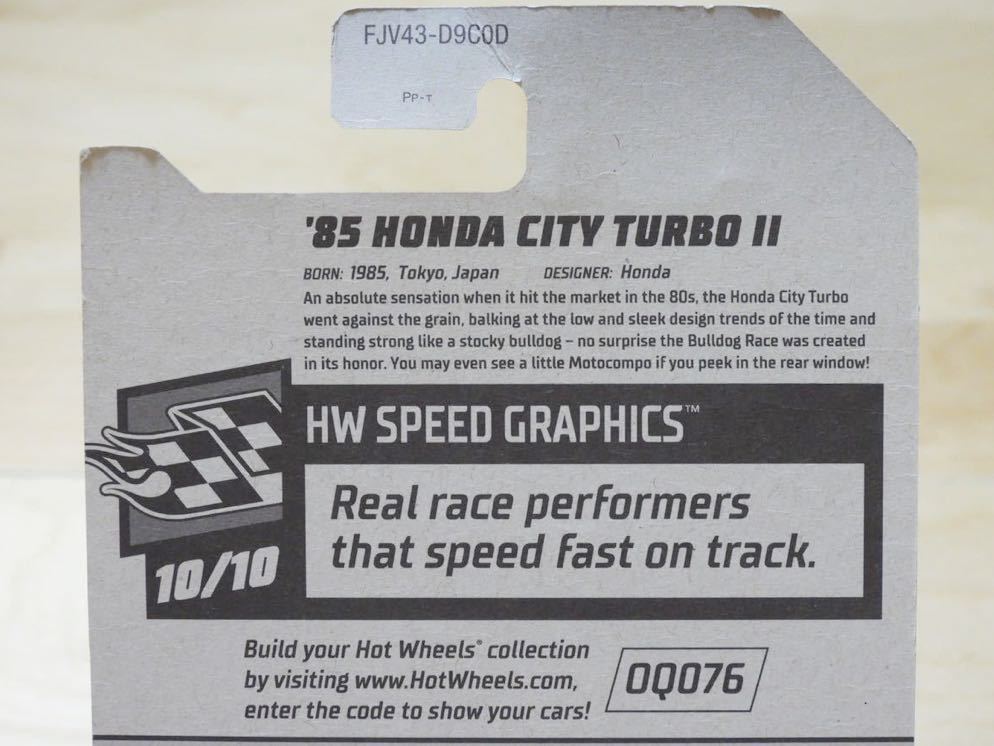 FJV43-D9C0D
PP-T
'85 HONDA CITY TURBO II
BORN: 1985, Tokyo, Japan DESIGNER: Honda
An absolute sensation when it hit the market in the 80s, the Honda City Turbo
went against the grain, balking at the low and sleek design trends of the time and
standing strong like a stocky bulldog – no surprise the Bulldog Race was created
in its honor. You may even see a little Motocompo if you peek in the rear window!
HW SPEED GRAPHICS™
Real race performers
that speed fast on track.
10/10
Build your Hot Wheels® collection
by visiting www.HotWheels.com,
enter the code to show your cars!
0Q076